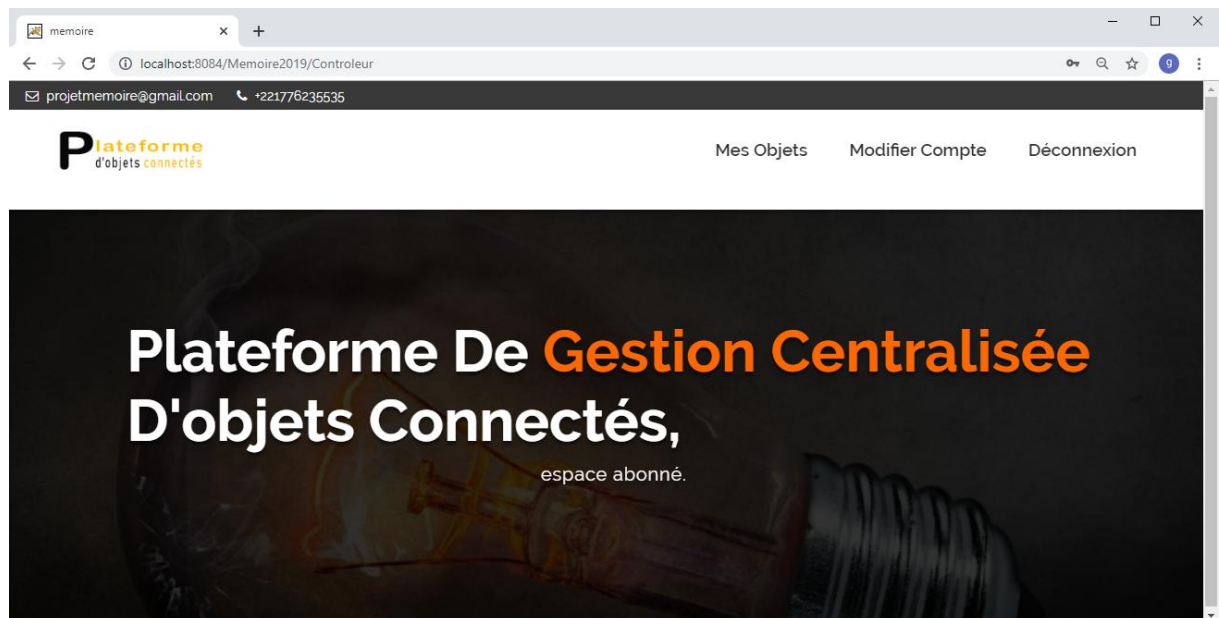 memoire
localhost:8084/Memoire2019/Controleur
g
projetmemoire@gmail.com +221776235535
Plateforme
d'objets connectés
Mes Objets Modifier Compte Déconnexion
Plateforme De Gestion Centralisée
D'objets Connectés,
espace abonné.